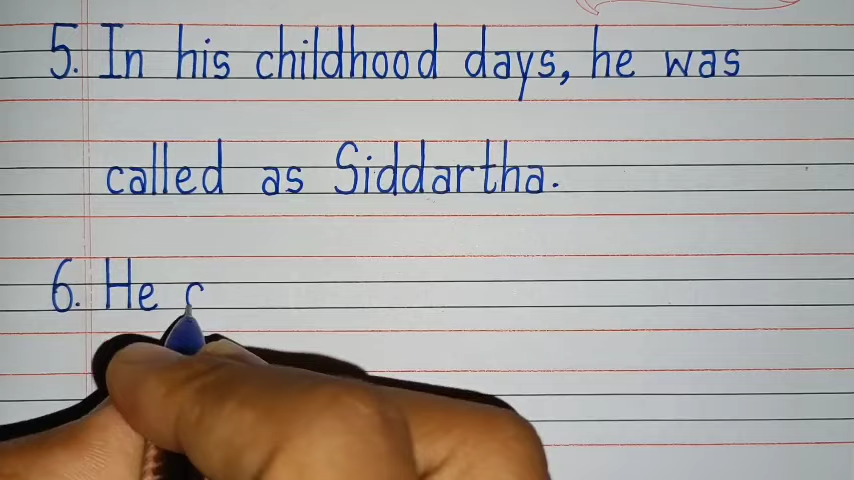 5. In his childhood days, he was
called as Siddartha.
6. He